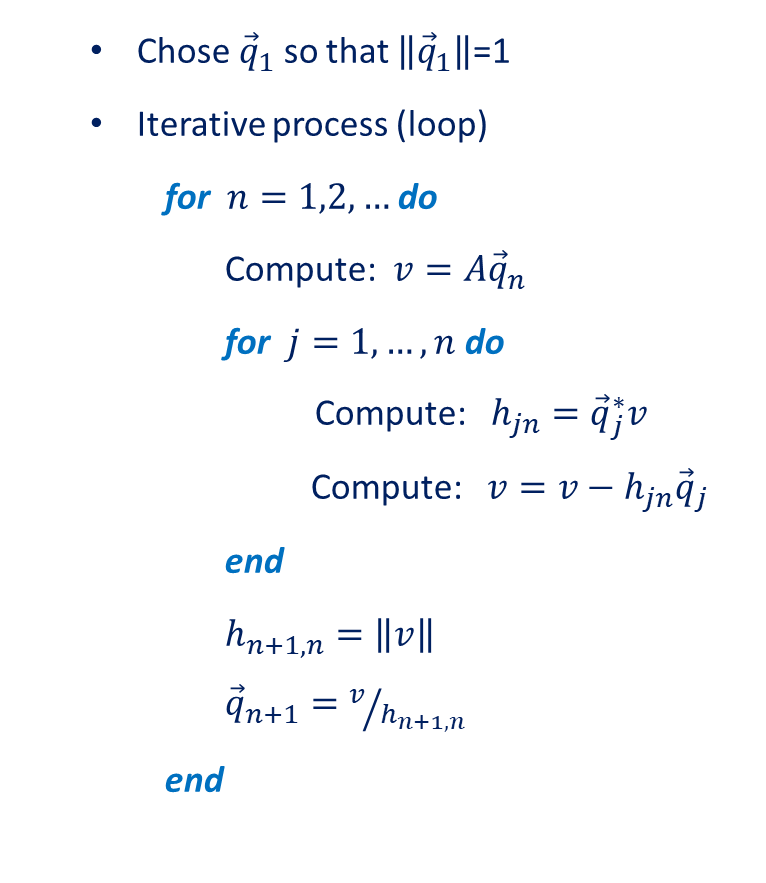 • Chose $\vec{q}_1$ so that $\|\vec{q}_1\|$=1
• Iterative process (loop)
for $n = 1,2, \ldots$ do
Compute: $v = A\vec{q}_n$
for $j = 1, \ldots, n$ do
Compute: $h_{jn} = \vec{q}_j^* v$
Compute: $v = v - h_{jn}\vec{q}_j$
end
$h_{n+1,n} = \|v\|$
$\vec{q}_{n+1} = v/h_{n+1,n}$
end